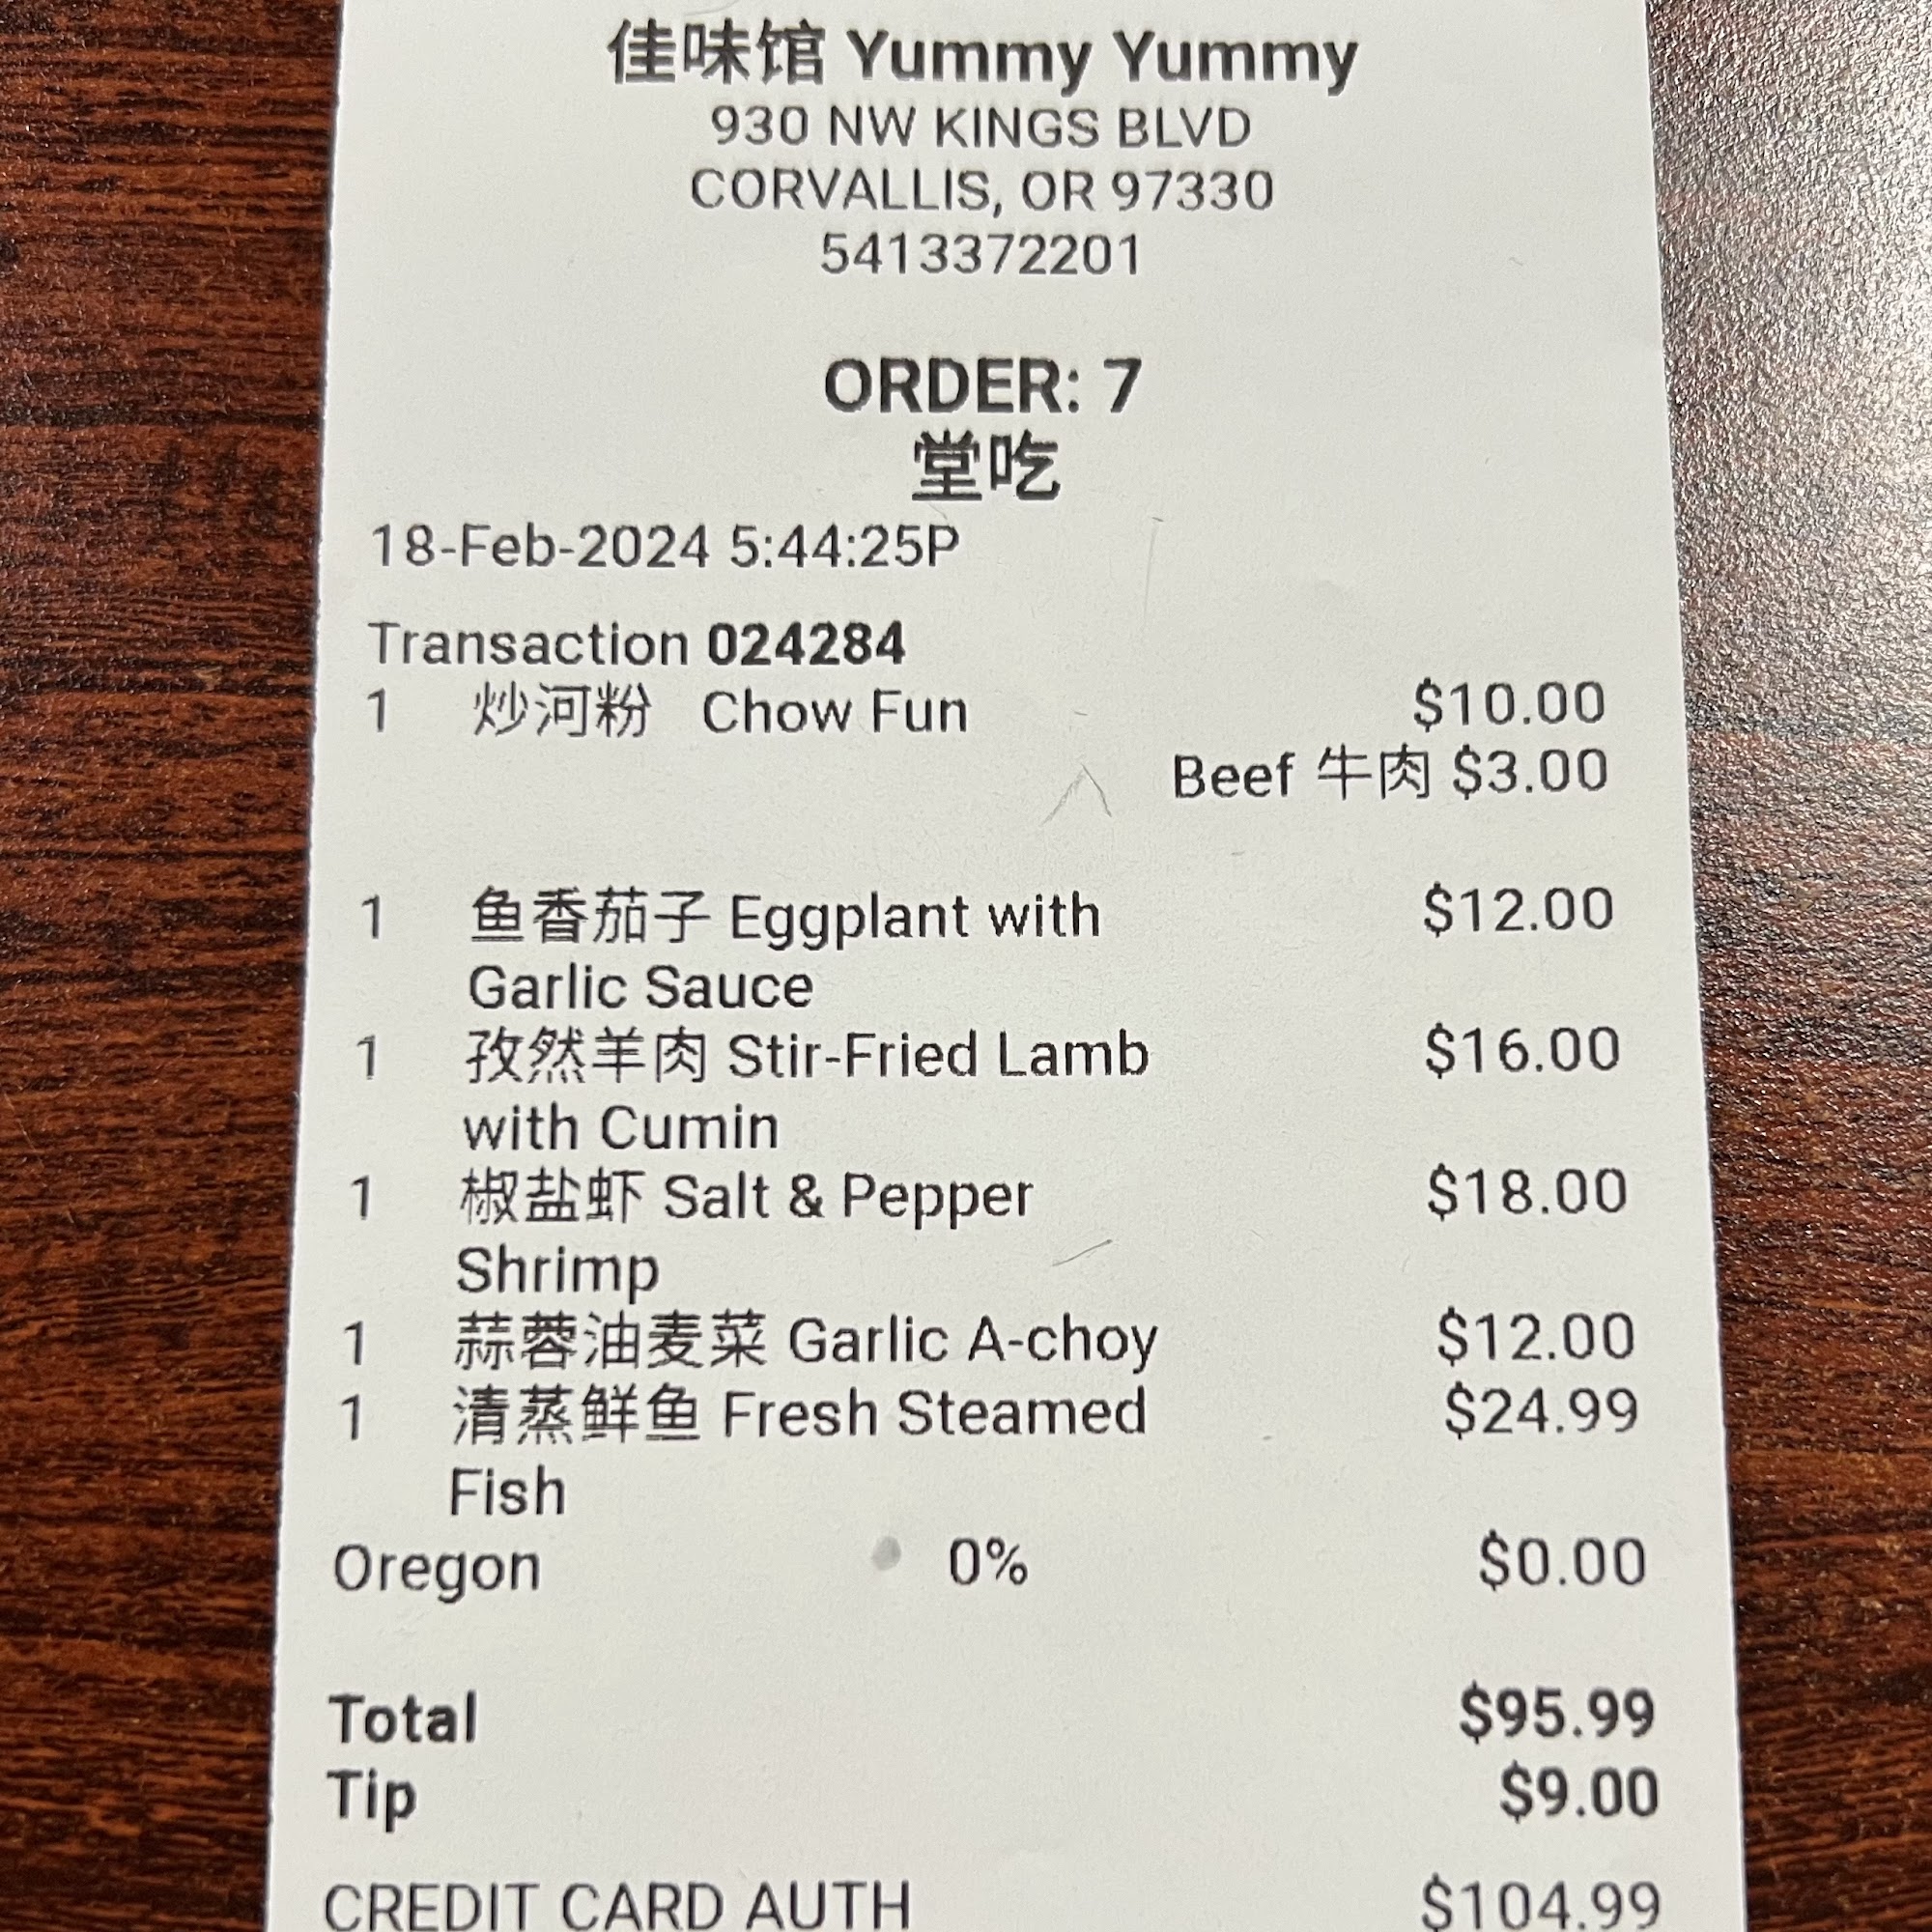 佳味馆 Yummy Yummy
930 NW KINGS BLVD
CORVALLIS, OR 97330
5413372201
ORDER: 7
堂吃
18-Feb-2024 5:44:25P
Transaction 024284
1 炒河粉 Chow Fun $10.00
Beef 牛肉 $3.00
1 鱼香茄子 Eggplant with $12.00
Garlic Sauce
1 孜然羊肉 Stir-Fried Lamb $16.00
with Cumin
1 椒盐虾 Salt & Pepper $18.00
Shrimp
1 蒜蓉油麦菜 Garlic A-choy $12.00
1 清蒸鲜鱼 Fresh Steamed $24.99
Fish
Oregon 0% $0.00
Total $95.99
Tip $9.00
CREDIT CARD AUTH $104.99